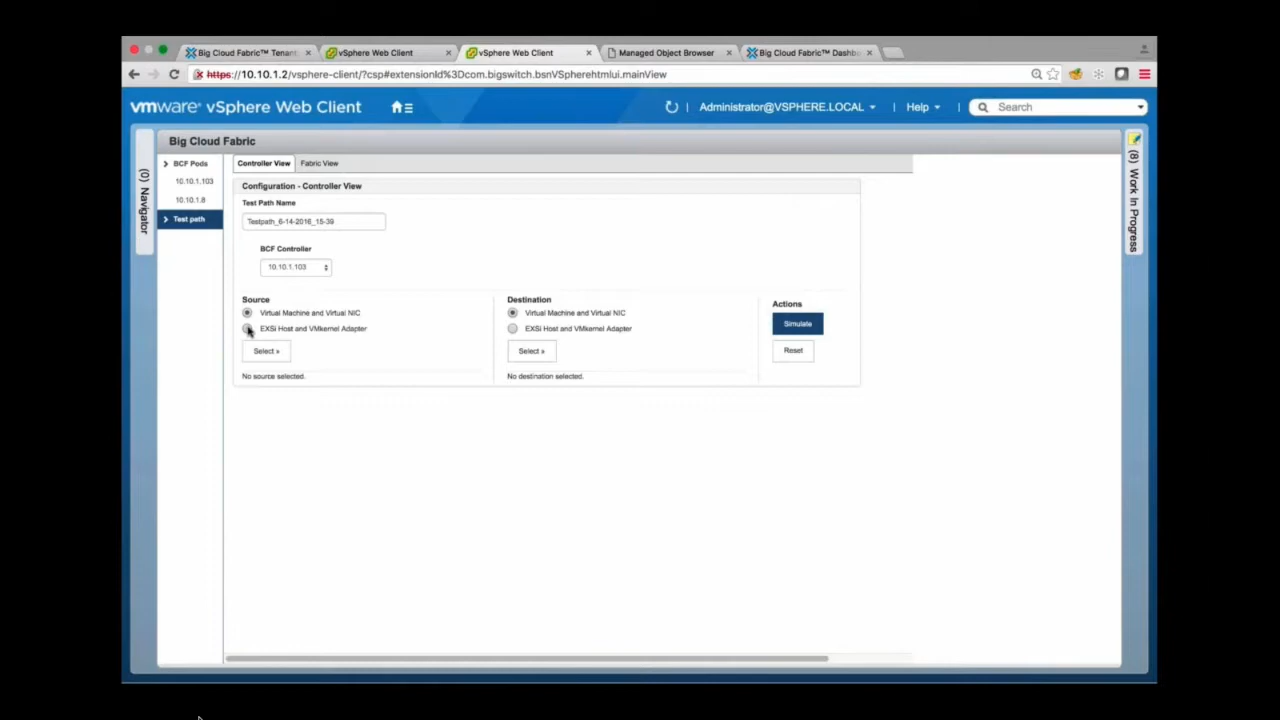 Big Cloud Fabric™ Tenant
vSphere Web Client
vSphere Web Client
Managed Object Browser
Big Cloud Fabric™ Dashb
https://10.10.1.2/vsphere-client/?csp#extensionId%3Dcom.bigswitch.bsnVSpherehtmlui.mainView
vmware® vSphere Web Client
Administrator@VSPHERE.LOCAL
Help
Search
Big Cloud Fabric
(0) Navigator
(8) Work In Progress
BCF Pods
10.10.1.103
10.10.1.8
Test path
Controller View
Fabric View
Configuration - Controller View
Test Path Name
Testpath_6-14-2016_15-39
BCF Controller
10.10.1.103
Source
Virtual Machine and Virtual NIC
EXSi Host and VMkernel Adapter
Select »
No source selected.
Destination
Virtual Machine and Virtual NIC
EXSi Host and VMkernel Adapter
Select »
No destination selected.
Actions
Simulate
Reset